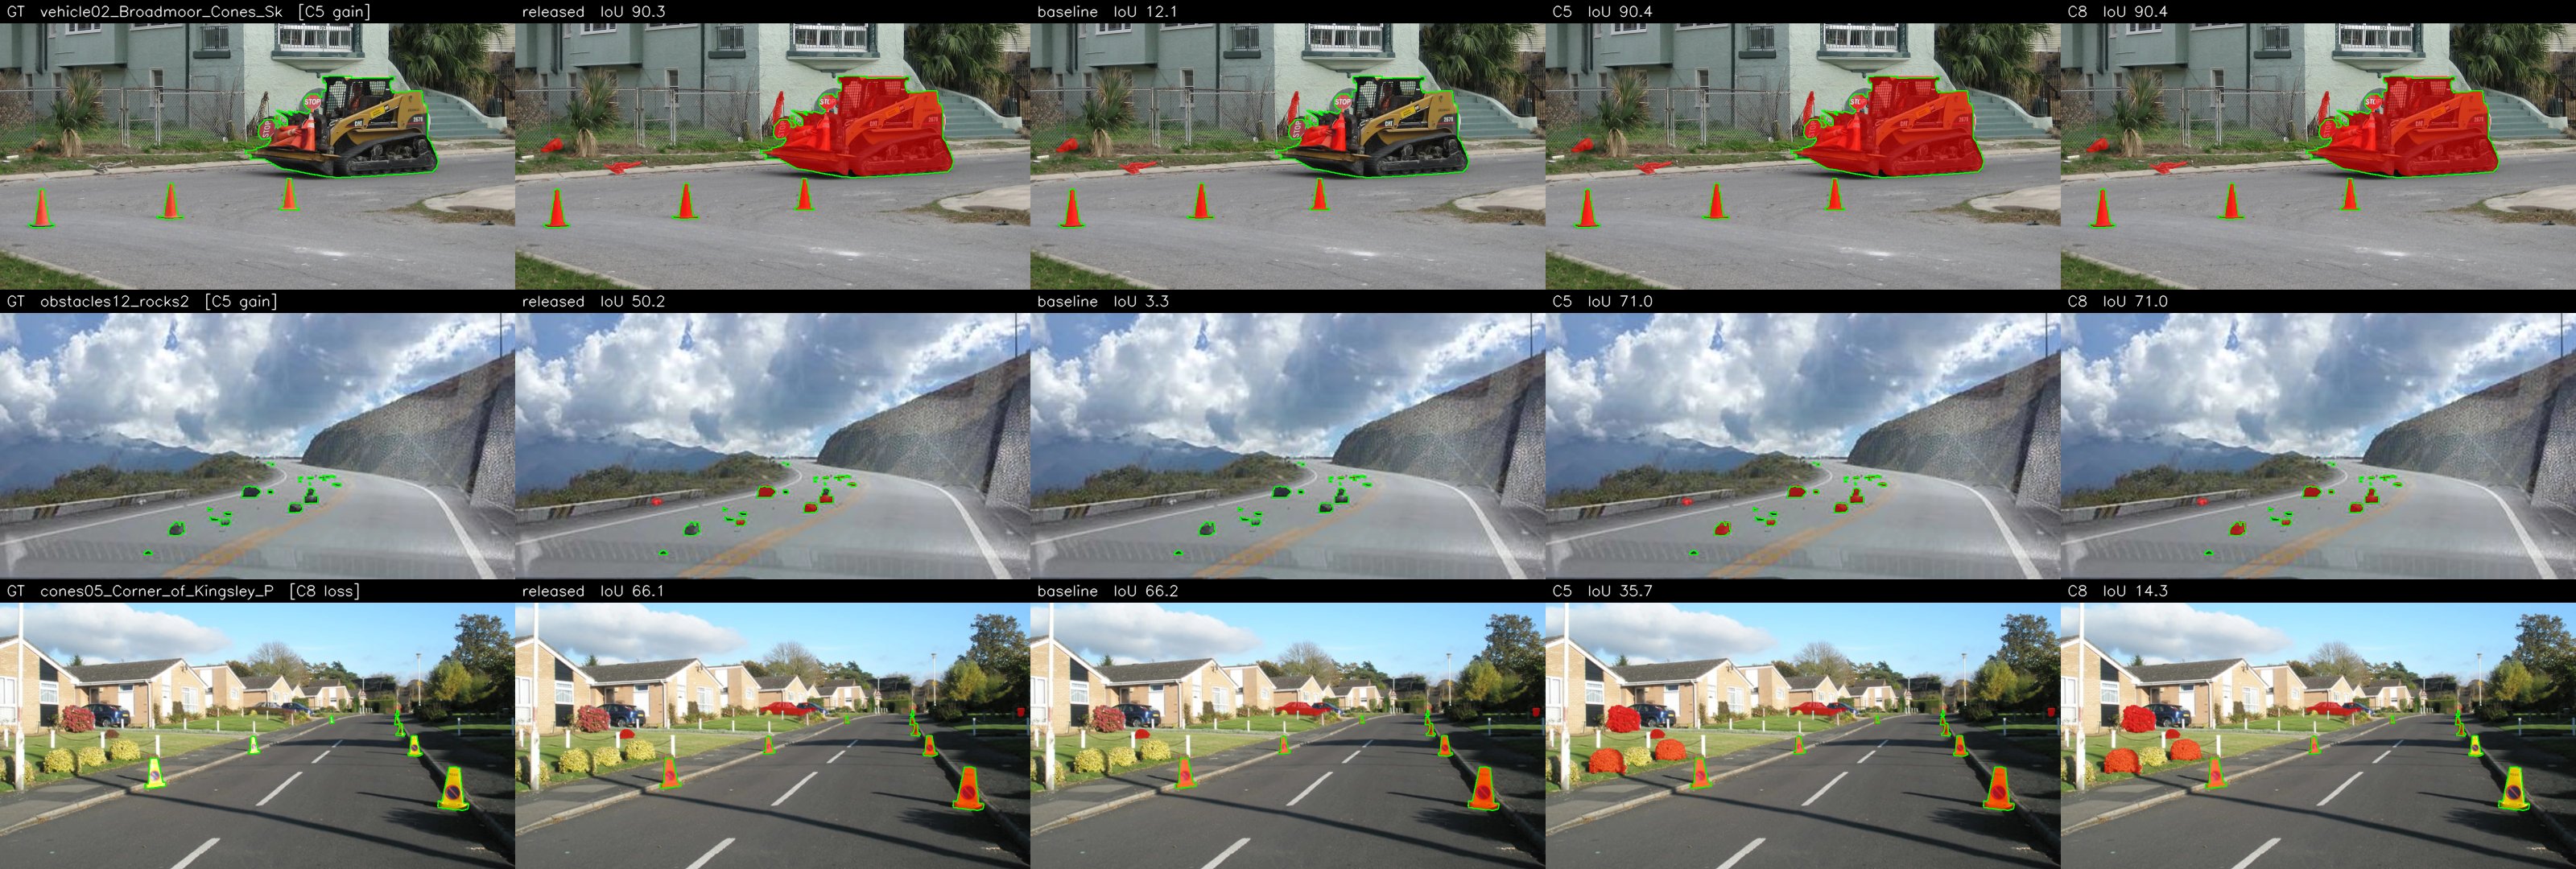 GT vehicle02_Broadmoor_Cones_Sk [C5 gain]
released IoU 90.3
baseline IoU 12.1
C5 IoU 90.4
C8 IoU 90.4
STOP
STOP
GT obstacles12_rocks2 [C5 gain]
released IoU 50.2
baseline IoU 3.3
C5 IoU 71.0
C8 IoU 71.0
GT cones05_Corner_of_Kingsley_P [C8 loss]
released IoU 66.1
baseline IoU 66.2
C5 IoU 35.7
C8 IoU 14.3